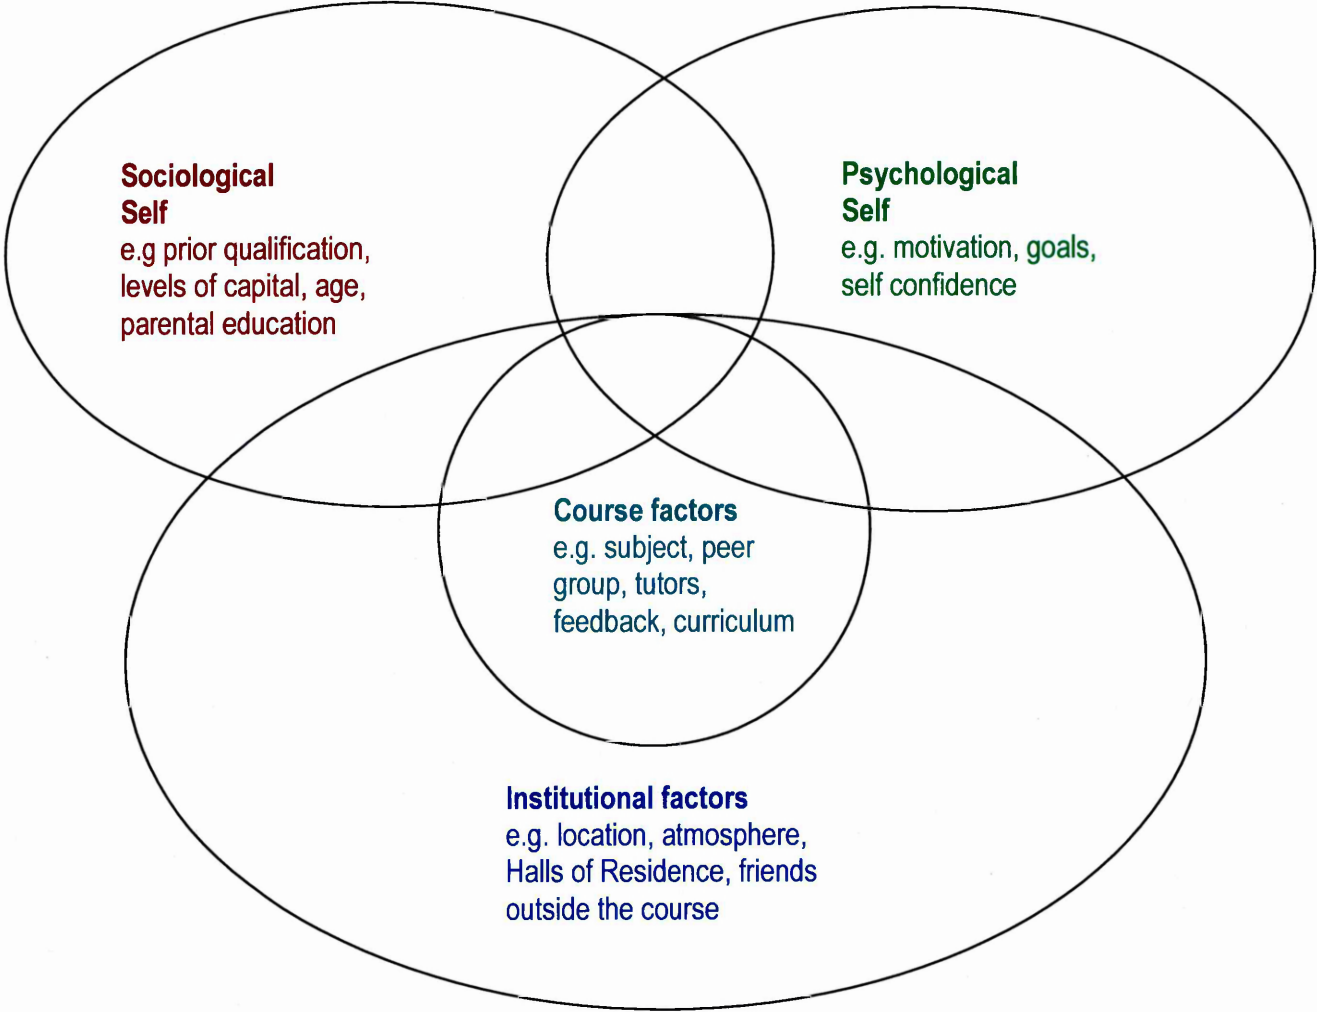 Sociological
Self
e.g prior qualification,
levels of capital, age,
parental education
Psychological
Self
e.g. motivation, goals,
self confidence
Course factors
e.g. subject, peer
group, tutors,
feedback, curriculum
Institutional factors
e.g. location, atmosphere,
Halls of Residence, friends
outside the course